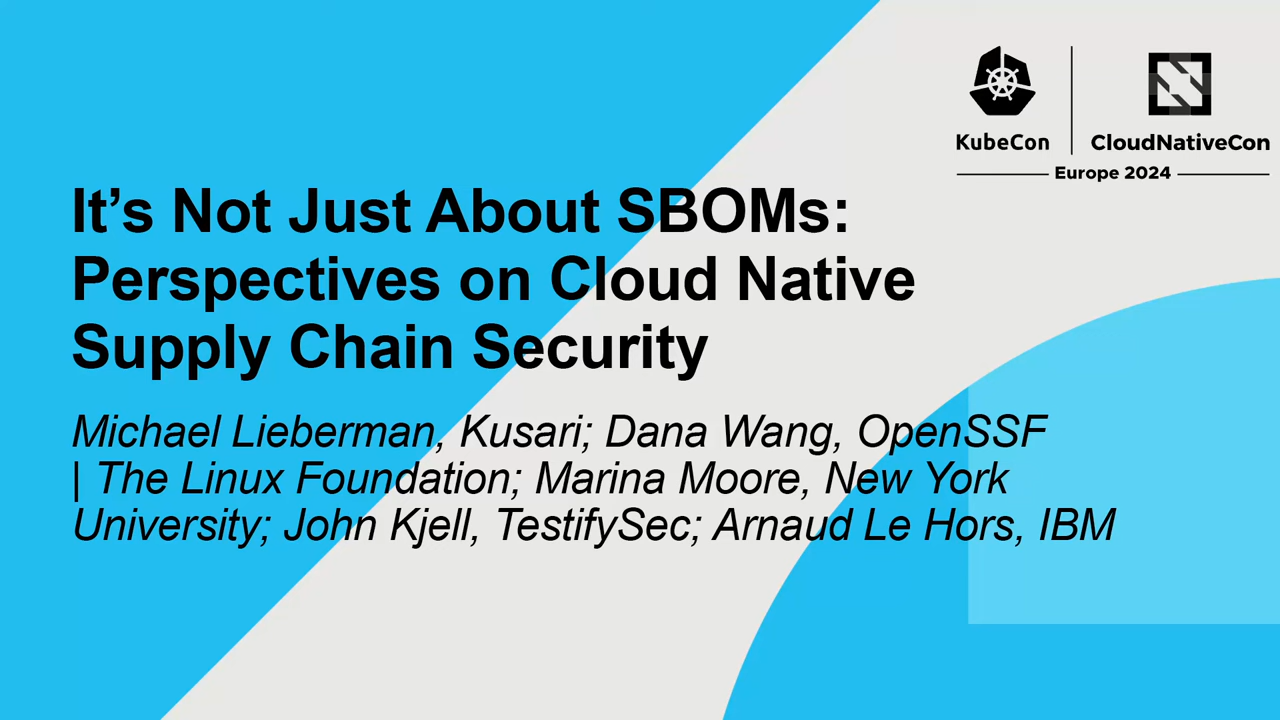 KubeCon
CloudNativeCon
Europe 2024
It’s Not Just About SBOMs:
Perspectives on Cloud Native
Supply Chain Security
Michael Lieberman, Kusari; Dana Wang, OpenSSF
| The Linux Foundation; Marina Moore, New York
University; John Kjell, TestifySec; Arnaud Le Hors, IBM